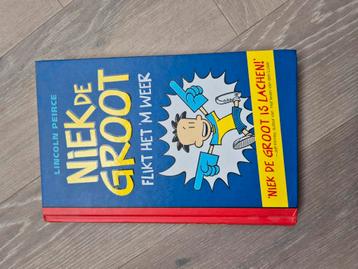 LINCOLN PEIRCE
NIEK DE
GROOT
FLIKT HET 'M WEER
'NIEK DE GROOT IS LACHEN!'